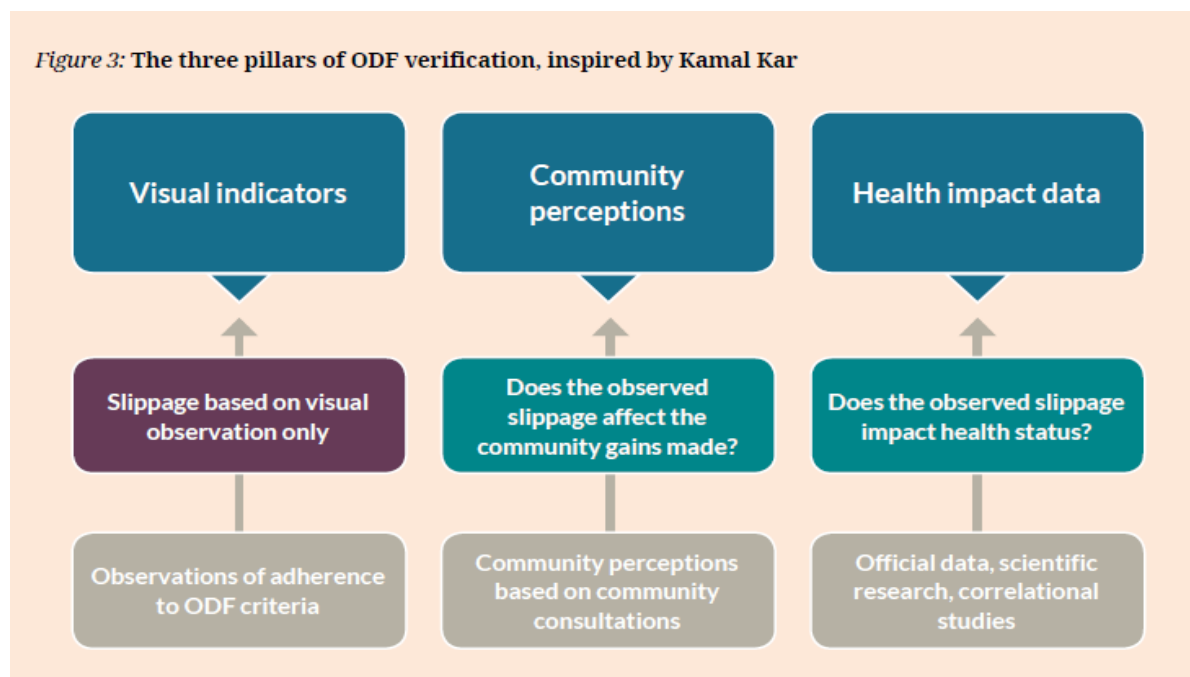 Figure 3: The three pillars of ODF verification, inspired by Kamal Kar
Visual indicators
Community
perceptions
Health impact data
Slippage based on visual
observation only
Does the observed
slippage affect the
community gains made?
Does the observed slippage
impact health status?
Observations of adherence
to ODF criteria
Community perceptions
based on community
consultations
Official data, scientific
research, correlational
studies